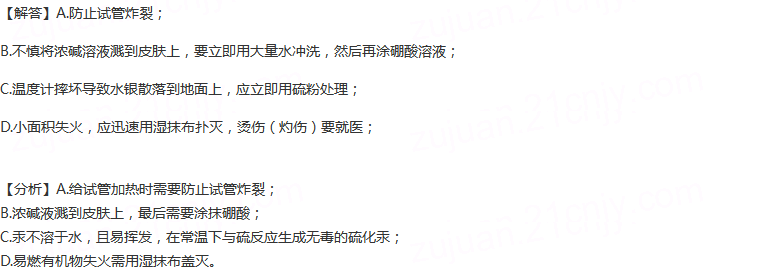 【解答】A.防止试管炸裂；
B.不慎将浓碱溶液溅到皮肤上，要立即用大量水冲洗，然后再涂硼酸溶液；
C.温度计摔坏导致水银散落到地面上，应立即用硫粉处理；
D.小面积失火，应迅速用湿抹布扑灭，烫伤（灼伤）要就医；
【分析】A.给试管加热时需要防止试管炸裂；
B.浓碱液溅到皮肤上，最后需要涂抹硼酸；
C.汞不溶于水，且易挥发，在常温下与硫反应生成无毒的硫化汞；
D.易燃有机物失火需用湿抹布盖灭。